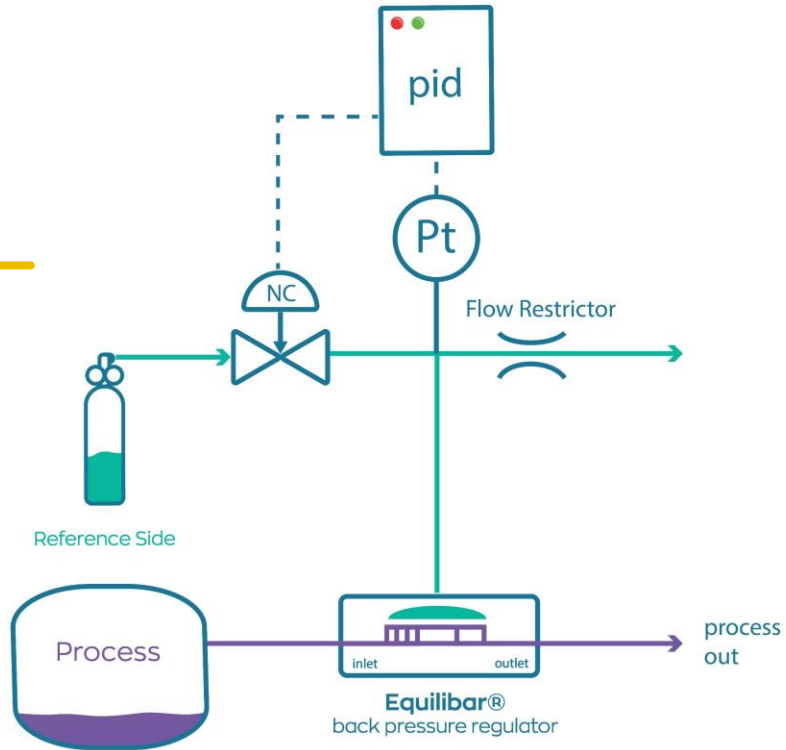 pid
Pt
NC
Flow Restrictor
Reference Side
Process
inlet
outlet
process
out
Equilibar®
back pressure regulator